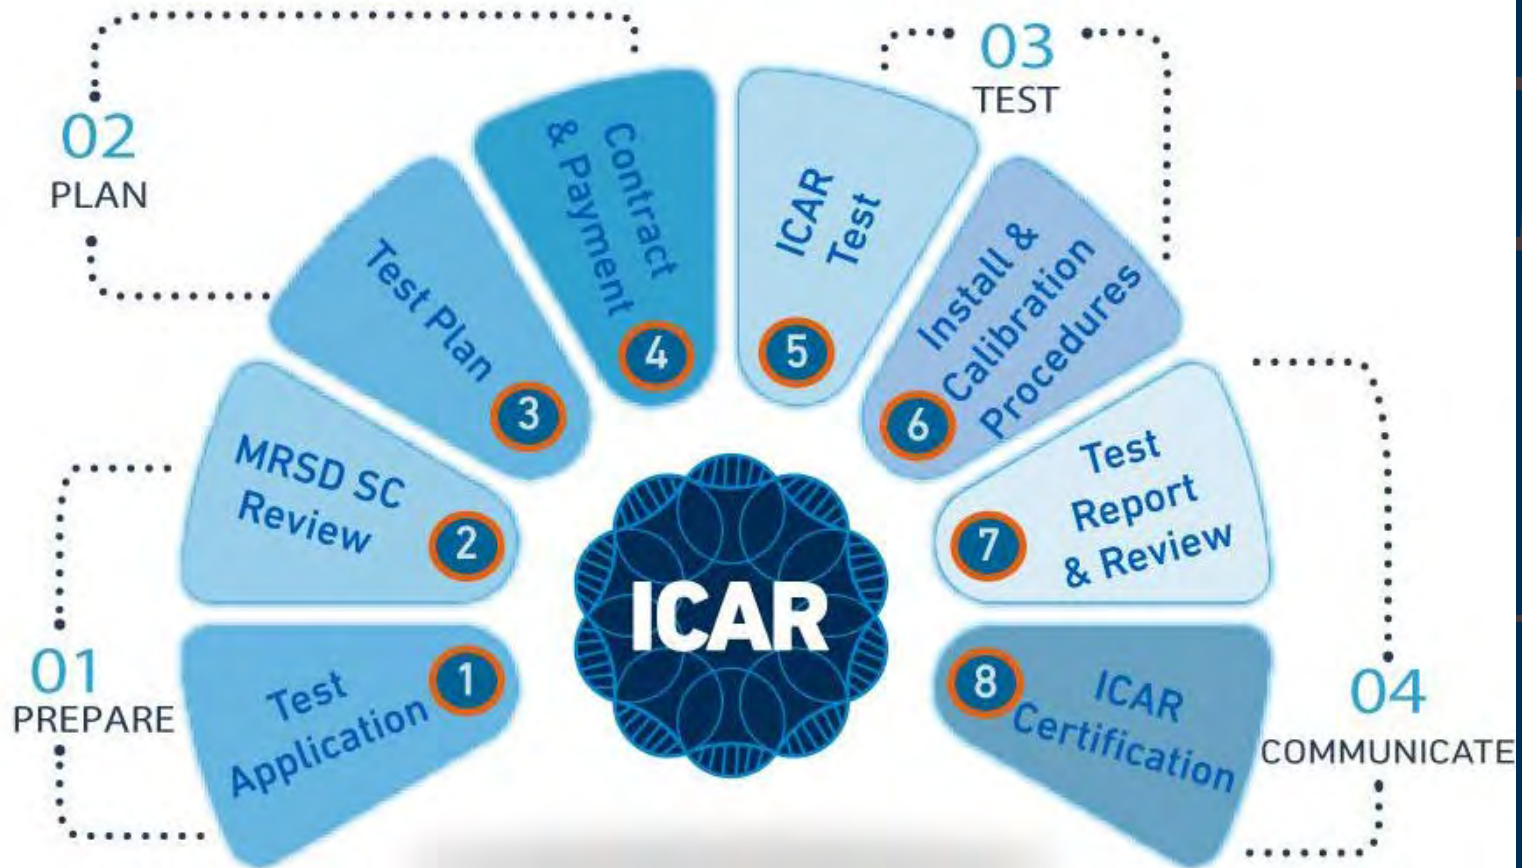 01
PREPARE
1
Test
Application
2
MRSD SC
Review
02
PLAN
3
Test Plan
4
Contract
& Payment
03
TEST
5
ICAR
Test
6
Install &
Calibration
Procedures
04
COMMUNICATE
7
Test
Report
& Review
8
ICAR
Certification
ICAR